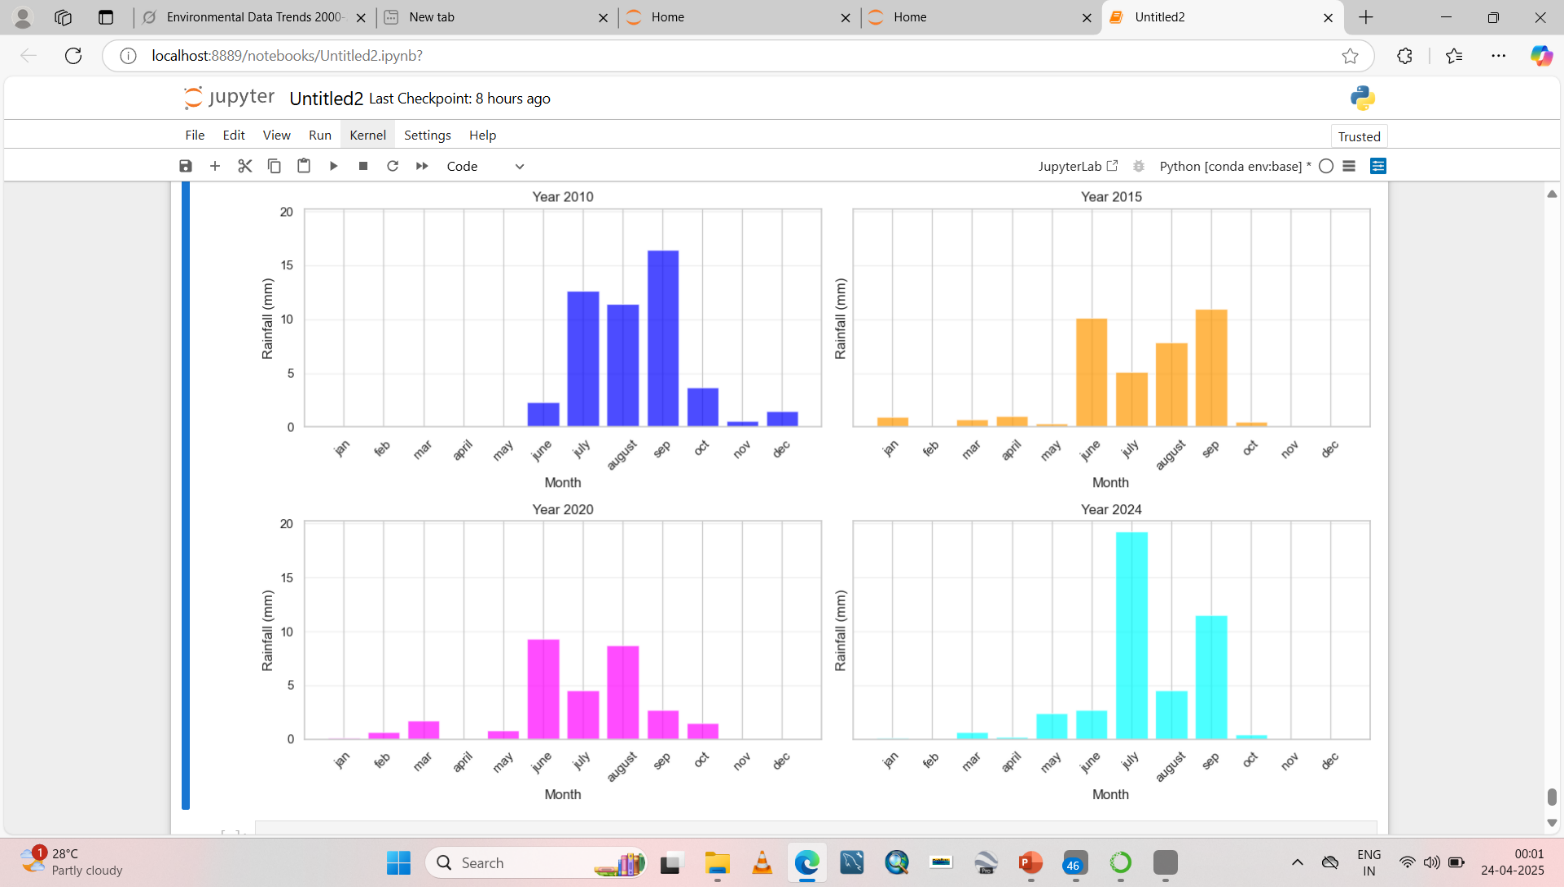 Environmental Data Trends 2000-
New tab
Home
Home
Untitled2
localhost:8889/notebooks/Untitled2.ipynb?
jupyter Untitled2 Last Checkpoint: 8 hours ago
File Edit View Run Kernel Settings Help
Trusted
Code
JupyterLab
Python [conda env:base] *
Year 2010
20
15
10
5
0
Rainfall (mm)
jan feb mar april may june july august sep oct nov dec
Month
Year 2015
Rainfall (mm)
jan feb mar april may june july august sep oct nov dec
Month
Year 2020
20
15
10
5
0
Rainfall (mm)
jan feb mar april may june july august sep oct nov dec
Month
Year 2024
Rainfall (mm)
jan feb mar april may june july august sep oct nov dec
Month
1
28°C
Partly cloudy
Search
Pro
P
46
ENG
IN
00:01
24-04-2025